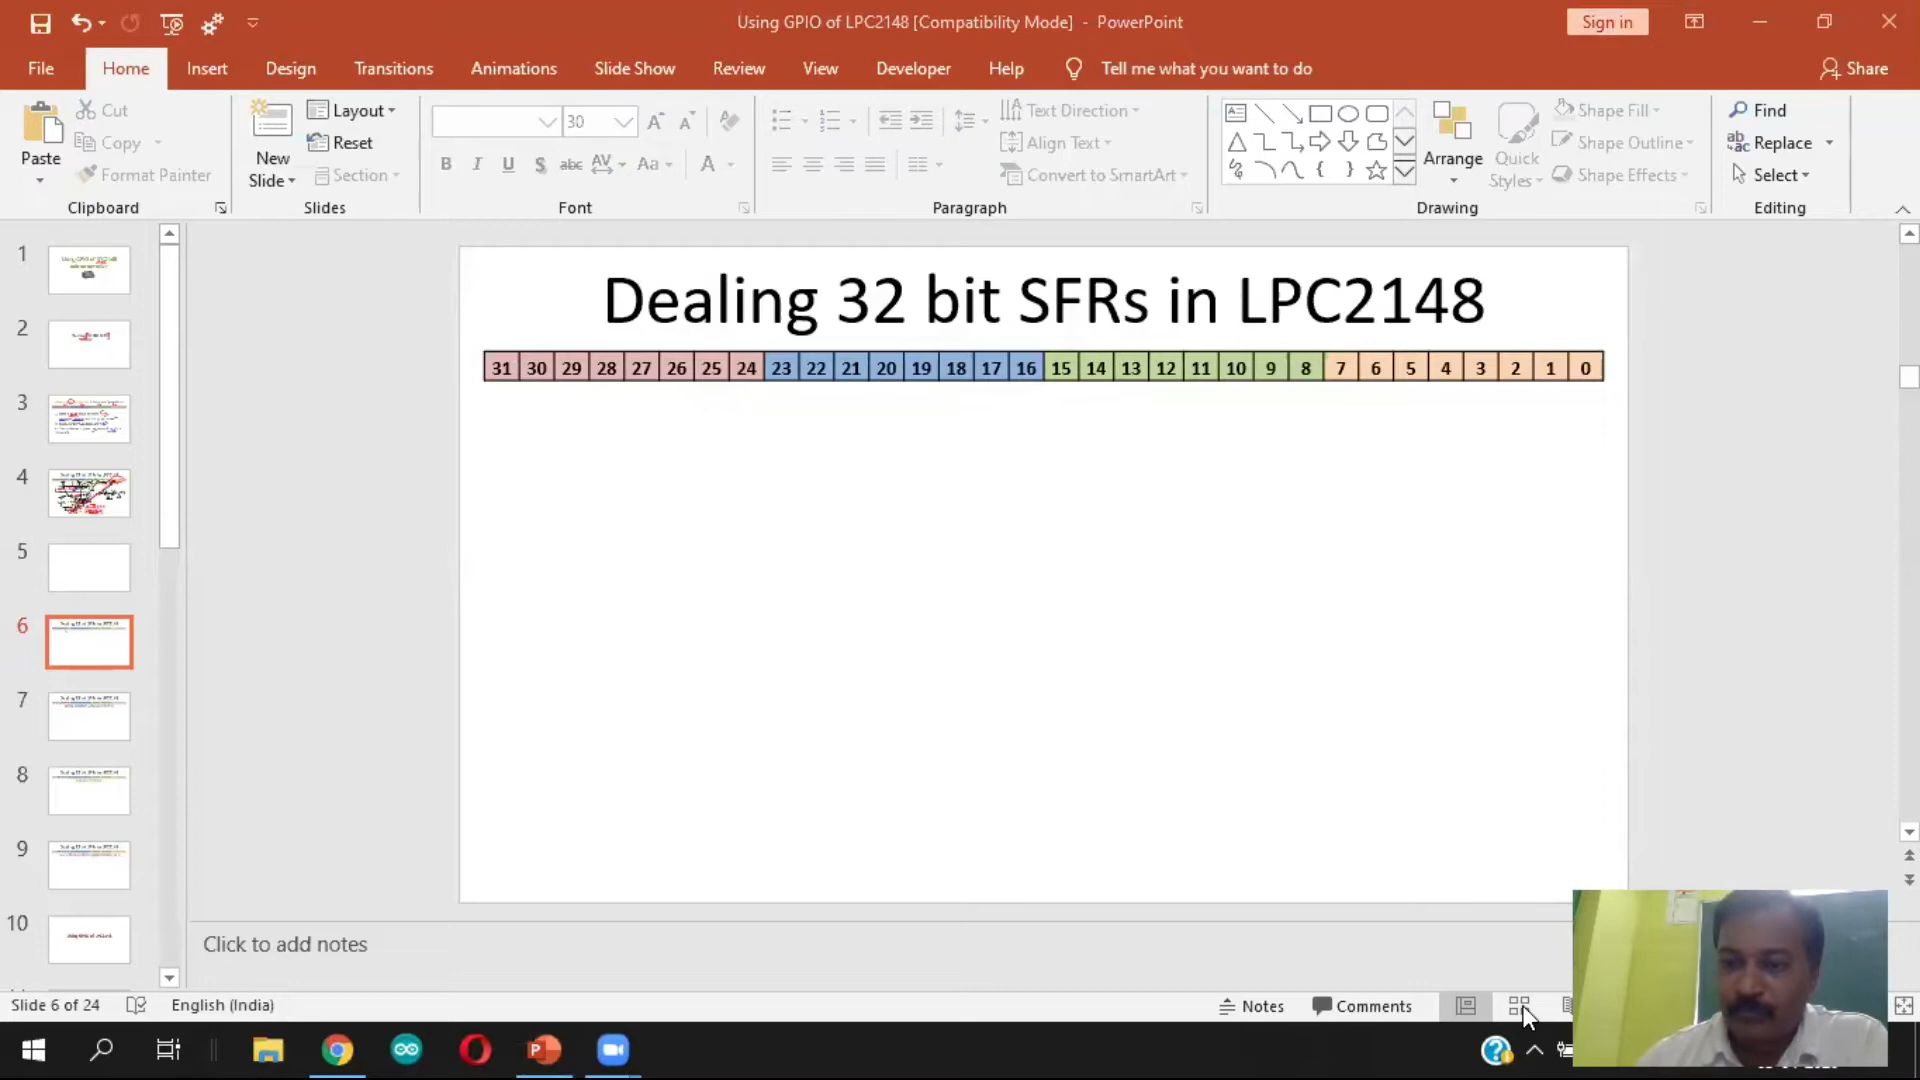 Using GPIO of LPC2148 [Compatibility Mode] - PowerPoint
Sign in
File Home Insert Design Transitions Animations Slide Show Review View Developer Help Tell me what you want to do Share
Paste
Cut
Copy
Format Painter
Clipboard
New Slide
Layout
Reset
Section
Slides
30
B I U S abc AV Aa A
Font
Text Direction
Align Text
Convert to SmartArt
Paragraph
Arrange
Quick Styles
Shape Fill
Shape Outline
Shape Effects
Drawing
Find
Replace
Select
Editing
1
2
3
4
5
6
7
8
9
10
Dealing 32 bit SFRs in LPC2148
31 30 29 28 27 26 25 24 23 22 21 20 19 18 17 16 15 14 13 12 11 10 9 8 7 6 5 4 3 2 1 0
Click to add notes
Slide 6 of 24 English (India) Notes Comments